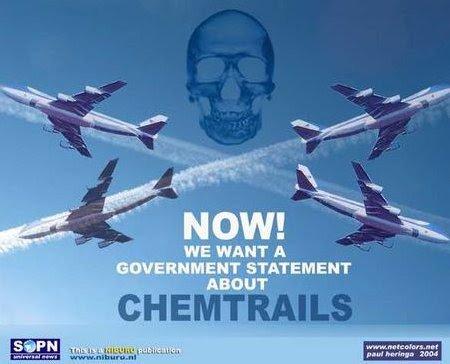 NOW!
WE WANT A
GOVERNMENT STATEMENT
ABOUT
CHEMTRAILS
SOPN
universal news
This is a NIBURU publication
www.niburu.nl
www.netcolors.net
paul heringa 2004